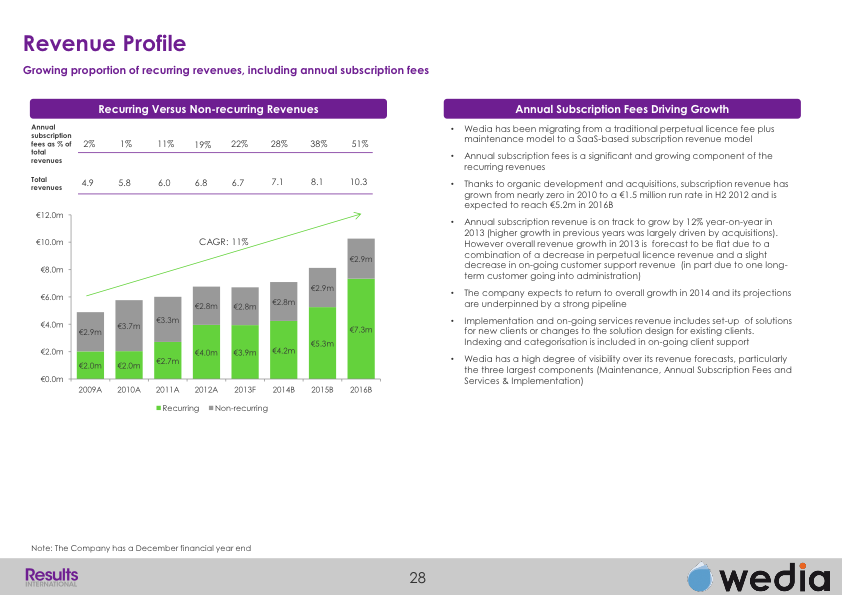 Revenue Profile
Growing proportion of recurring revenues, including annual subscription fees
Recurring Versus Non-recurring Revenues
Annual
subscription
fees as % of
total
revenues
2% 1% 11% 19% 22% 28% 38% 51%
Total
revenues
4.9 5.8 6.0 6.8 6.7 7.1 8.1 10.3
€12.0m
€10.0m
€8.0m
€6.0m
€4.0m
€2.0m
€0.0m
CAGR: 11%
€2.9m €3.7m €3.3m €2.8m €2.8m €2.8m €2.9m €2.9m
€2.0m €2.0m €2.7m €4.0m €3.9m €4.2m €5.3m €7.3m
2009A 2010A 2011A 2012A 2013F 2014B 2015B 2016B
Recurring Non-recurring
Annual Subscription Fees Driving Growth
• Wedia has been migrating from a traditional perpetual licence fee plus
maintenance model to a SaaS-based subscription revenue model
• Annual subscription fees is a significant and growing component of the
recurring revenues
• Thanks to organic development and acquisitions, subscription revenue has
grown from nearly zero in 2010 to a €1.5 million run rate in H2 2012 and is
expected to reach €5.2m in 2016B
• Annual subscription revenue is on track to grow by 12% year-on-year in
2013 (higher growth in previous years was largely driven by acquisitions).
However overall revenue growth in 2013 is forecast to be flat due to a
combination of a decrease in perpetual licence revenue and a slight
decrease in on-going customer support revenue (in part due to one long-
term customer going into administration)
• The company expects to return to overall growth in 2014 and its projections
are underpinned by a strong pipeline
• Implementation and on-going services revenue includes set-up of solutions
for new clients or changes to the solution design for existing clients.
Indexing and categorisation is included in on-going client support
• Wedia has a high degree of visibility over its revenue forecasts, particularly
the three largest components (Maintenance, Annual Subscription Fees and
Services & Implementation)
Note: The Company has a December financial year end
Results
INTERNATIONAL
28
wedia